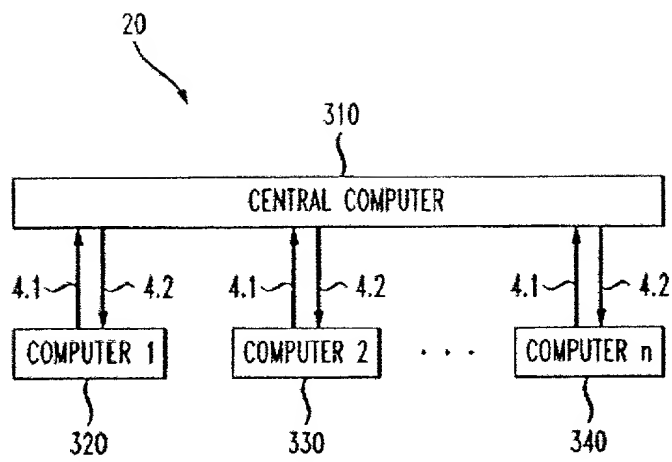 20
310
CENTRAL COMPUTER
4.1 4.2 4.1 4.2 4.1 4.2
COMPUTER 1 COMPUTER 2 . . . COMPUTER n
320 330 340